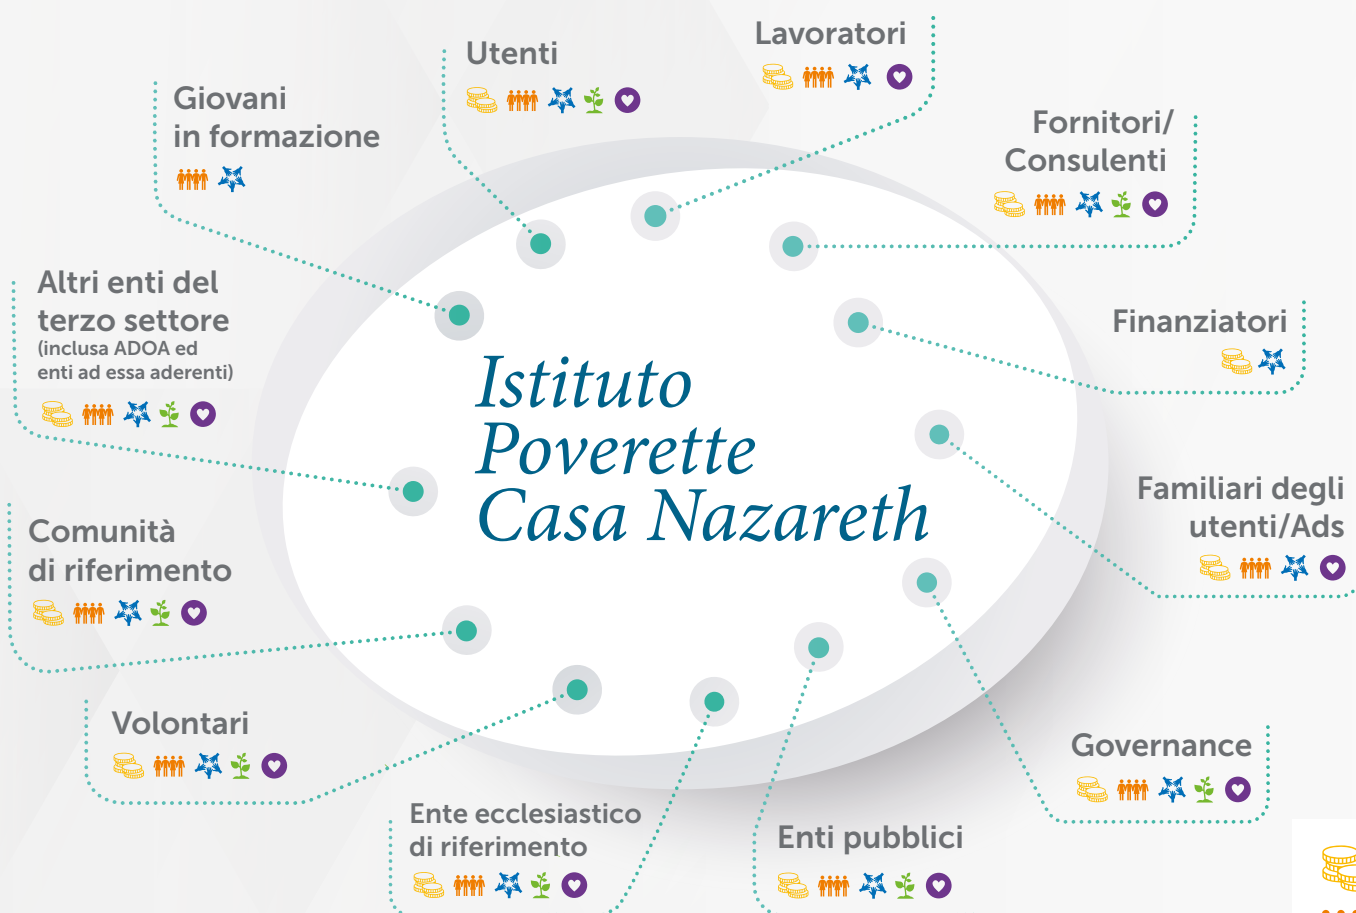 Utenti
Lavoratori
Giovani
in formazione
Fornitori/
Consulenti
Altri enti del
terzo settore
(inclusa ADOA ed
enti ad essa aderenti)
Finanziatori
Istituto
Poverette
Casa Nazareth
Familiari degli
utenti/Ads
Comunità
di riferimento
Volontari
Governance
Ente ecclesiastico
di riferimento
Enti pubblici